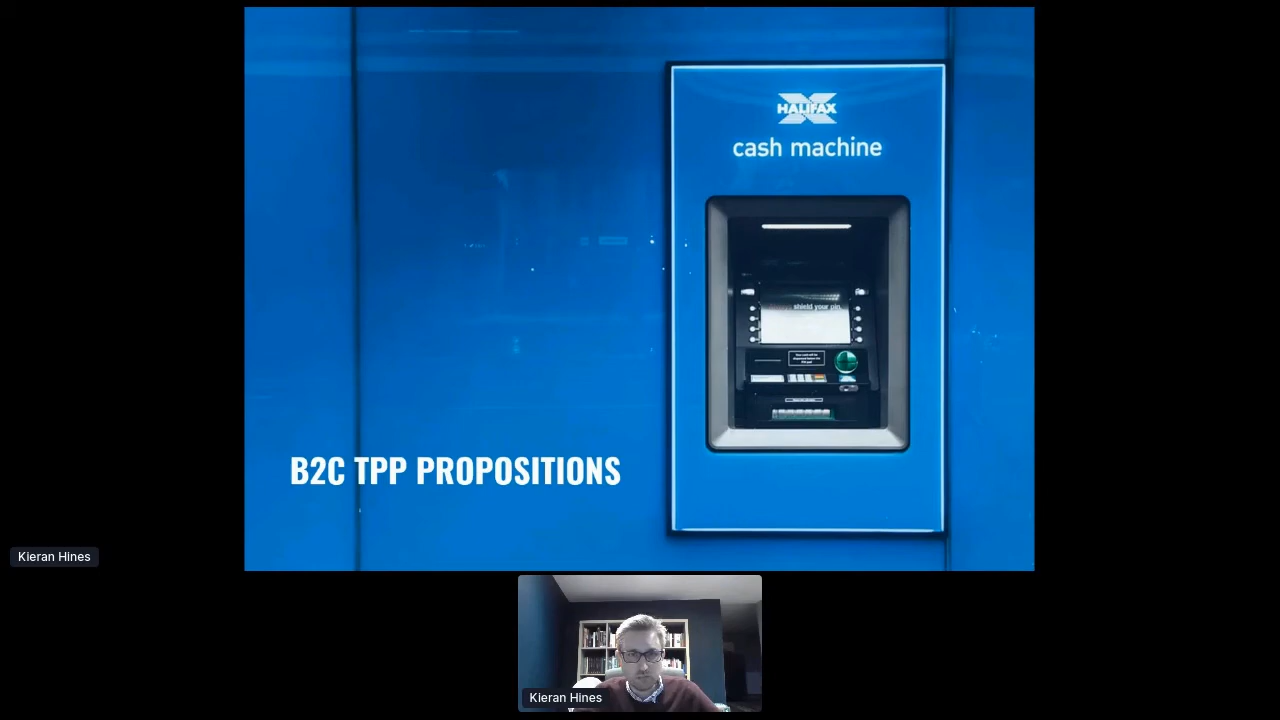 HALIFAX
cash machine
shield your pin
B2C TPP PROPOSITIONS
Kieran Hines
Kieran Hines